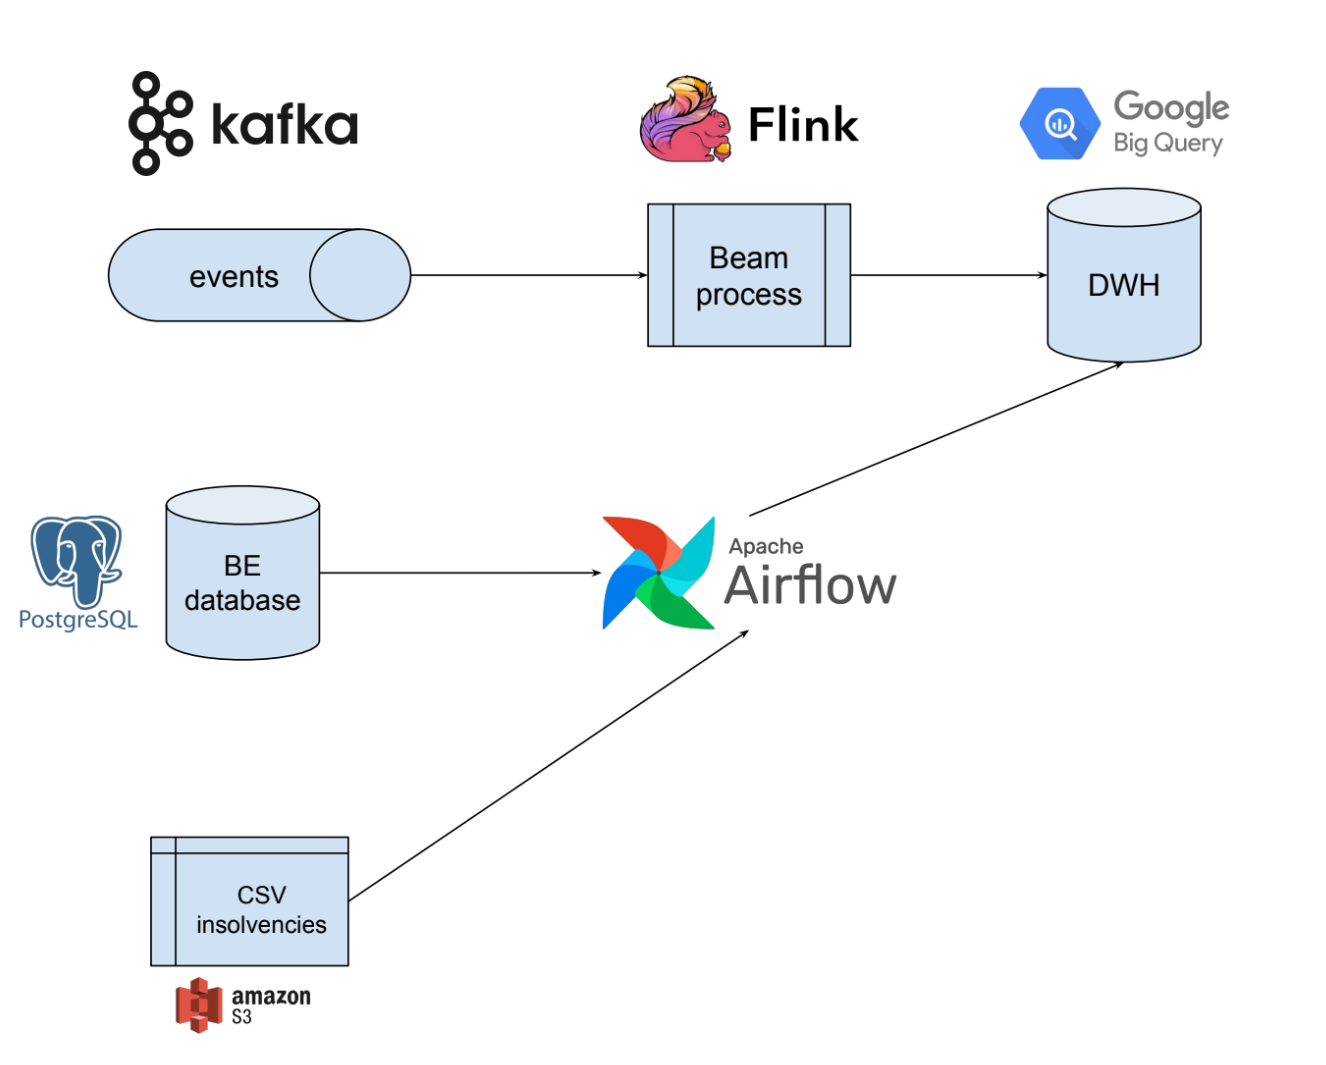 kafka
Flink
Google
Big Query
events
Beam
process
DWH
PostgreSQL
BE
database
Apache
Airflow
CSV
insolvencies
amazon
S3